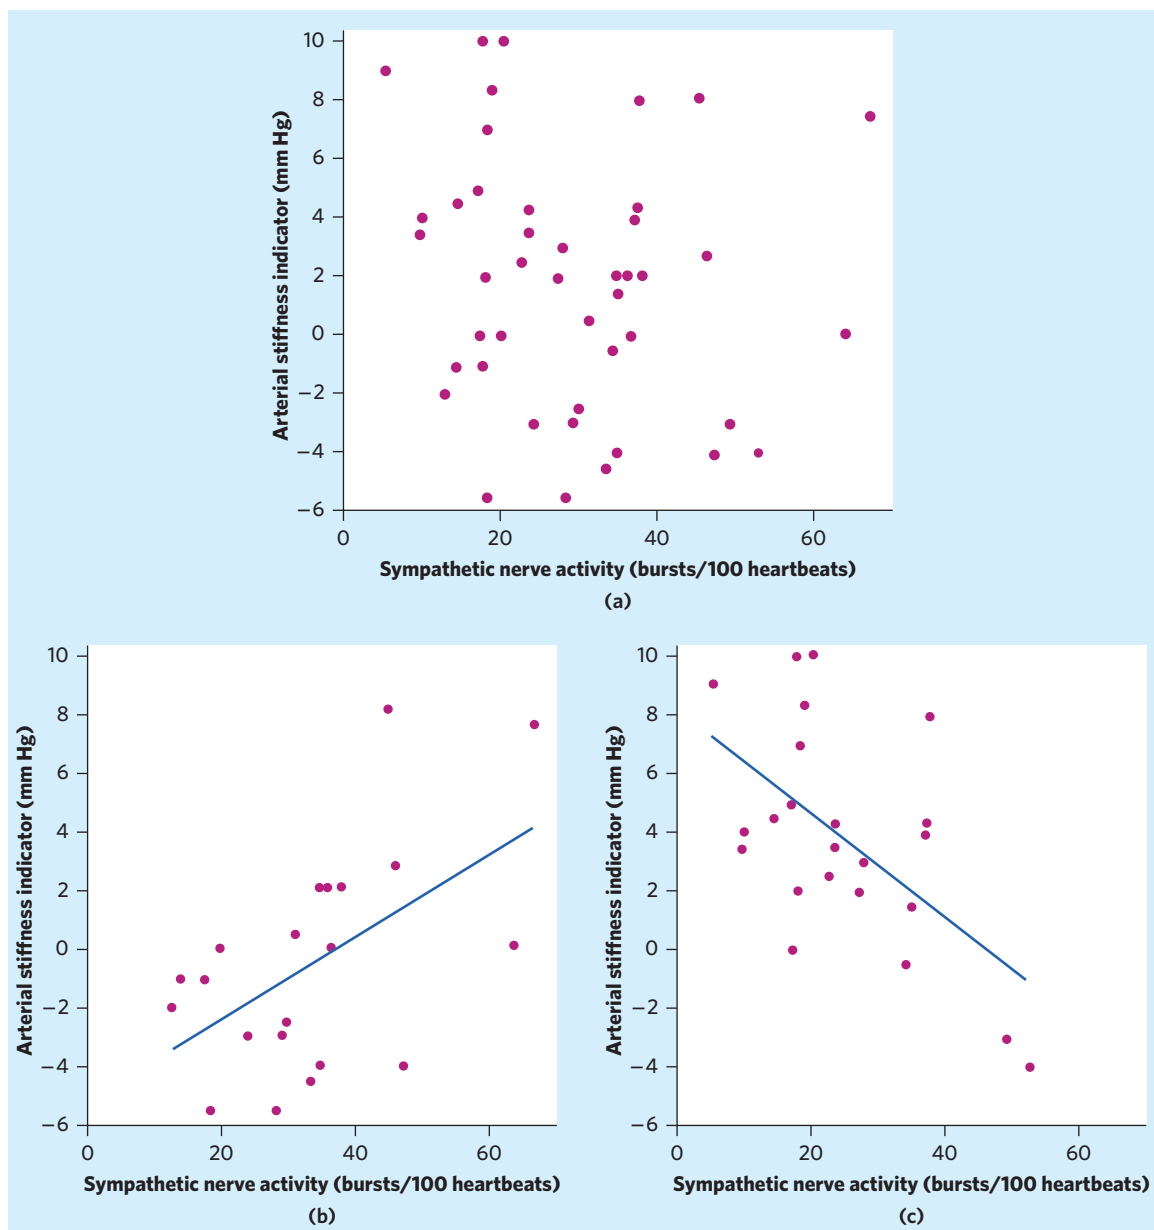 10
8
6
4
2
0
−2
−4
−6
Arterial stiffness indicator (mm Hg)
0 20 40 60
Sympathetic nerve activity (bursts/100 heartbeats)
(a)
10
8
6
4
2
0
−2
−4
−6
Arterial stiffness indicator (mm Hg)
0 20 40 60
Sympathetic nerve activity (bursts/100 heartbeats)
(b)
10
8
6
4
2
0
−2
−4
−6
Arterial stiffness indicator (mm Hg)
0 20 40 60
Sympathetic nerve activity (bursts/100 heartbeats)
(c)